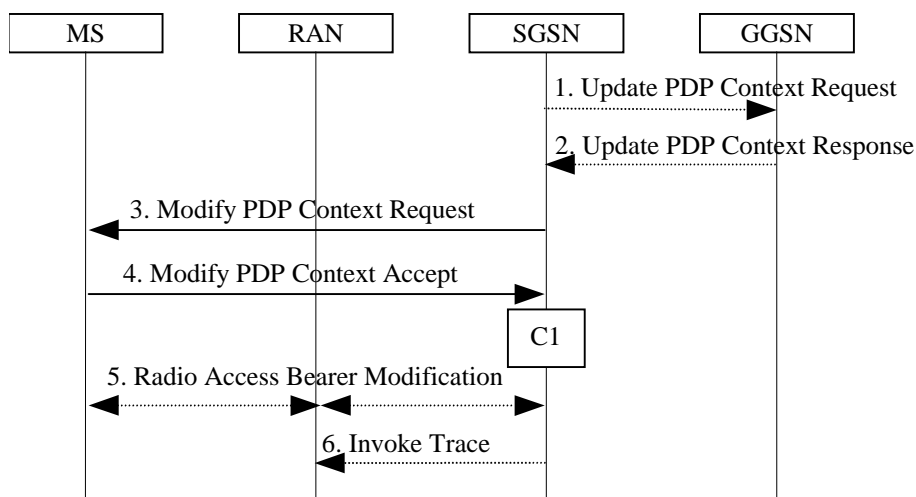 MS
RAN
SGSN
GGSN
1. Update PDP Context Request
2. Update PDP Context Response
3. Modify PDP Context Request
4. Modify PDP Context Accept
C1
5. Radio Access Bearer Modification
6. Invoke Trace